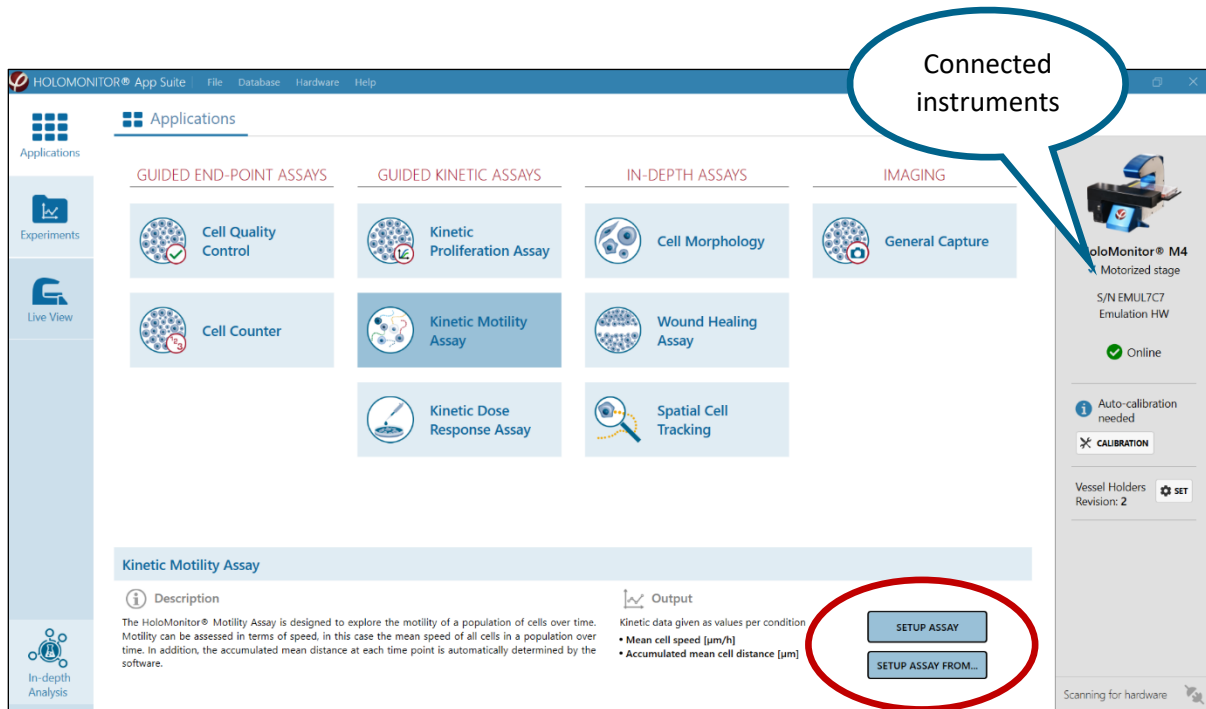 Connected
instruments
HOLOMONITOR® App Suite File Database Hardware Help
Applications
Experiments
Live View
In-depth
Analysis
Applications
GUIDED END-POINT ASSAYS
Cell Quality
Control
Cell Counter
GUIDED KINETIC ASSAYS
Kinetic
Proliferation Assay
Kinetic Motility
Assay
Kinetic Dose
Response Assay
IN-DEPTH ASSAYS
Cell Morphology
Wound Healing
Assay
Spatial Cell
Tracking
IMAGING
General Capture
Kinetic Motility Assay
Description
The HoloMonitor® Motility Assay is designed to explore the motility of a population of cells over time.
Motility can be assessed in terms of speed, in this case the mean speed of all cells in a population over
time. In addition, the accumulated mean distance at each time point is automatically determined by the
software.
Output
Kinetic data given as values per condition
• Mean cell speed [µm/h]
• Accumulated mean cell distance [µm]
SETUP ASSAY
SETUP ASSAY FROM...
oloMonitor® M4
Motorized stage
S/N EMUL7C7
Emulation HW
Online
Auto-calibration
needed
CALIBRATION
Vessel Holders
Revision: 2
SET
Scanning for hardware